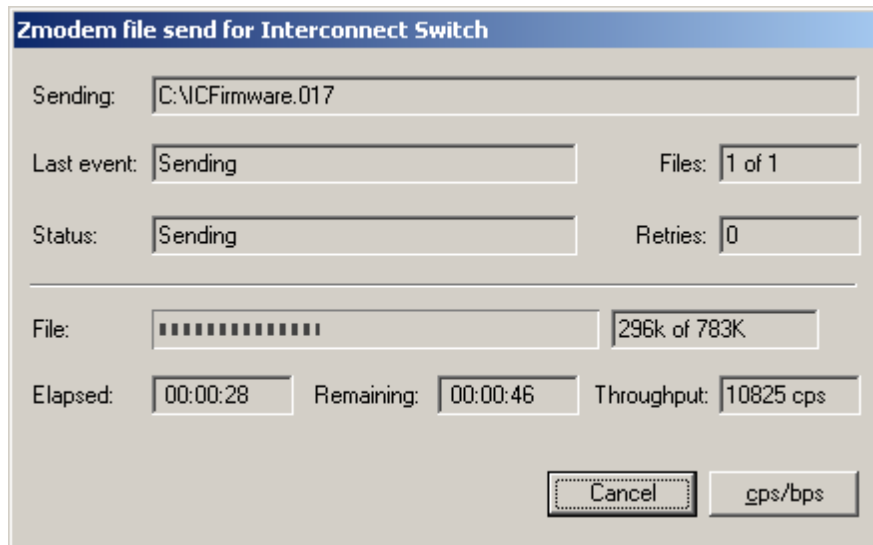 Zmodem file send for Interconnect Switch
Sending: C:\ICFirmware.017
Last event: Sending Files: 1 of 1
Status: Sending Retries: 0
File: 296k of 783K
Elapsed: 00:00:28 Remaining: 00:00:46 Throughput: 10825 cps
Cancel cps/bps